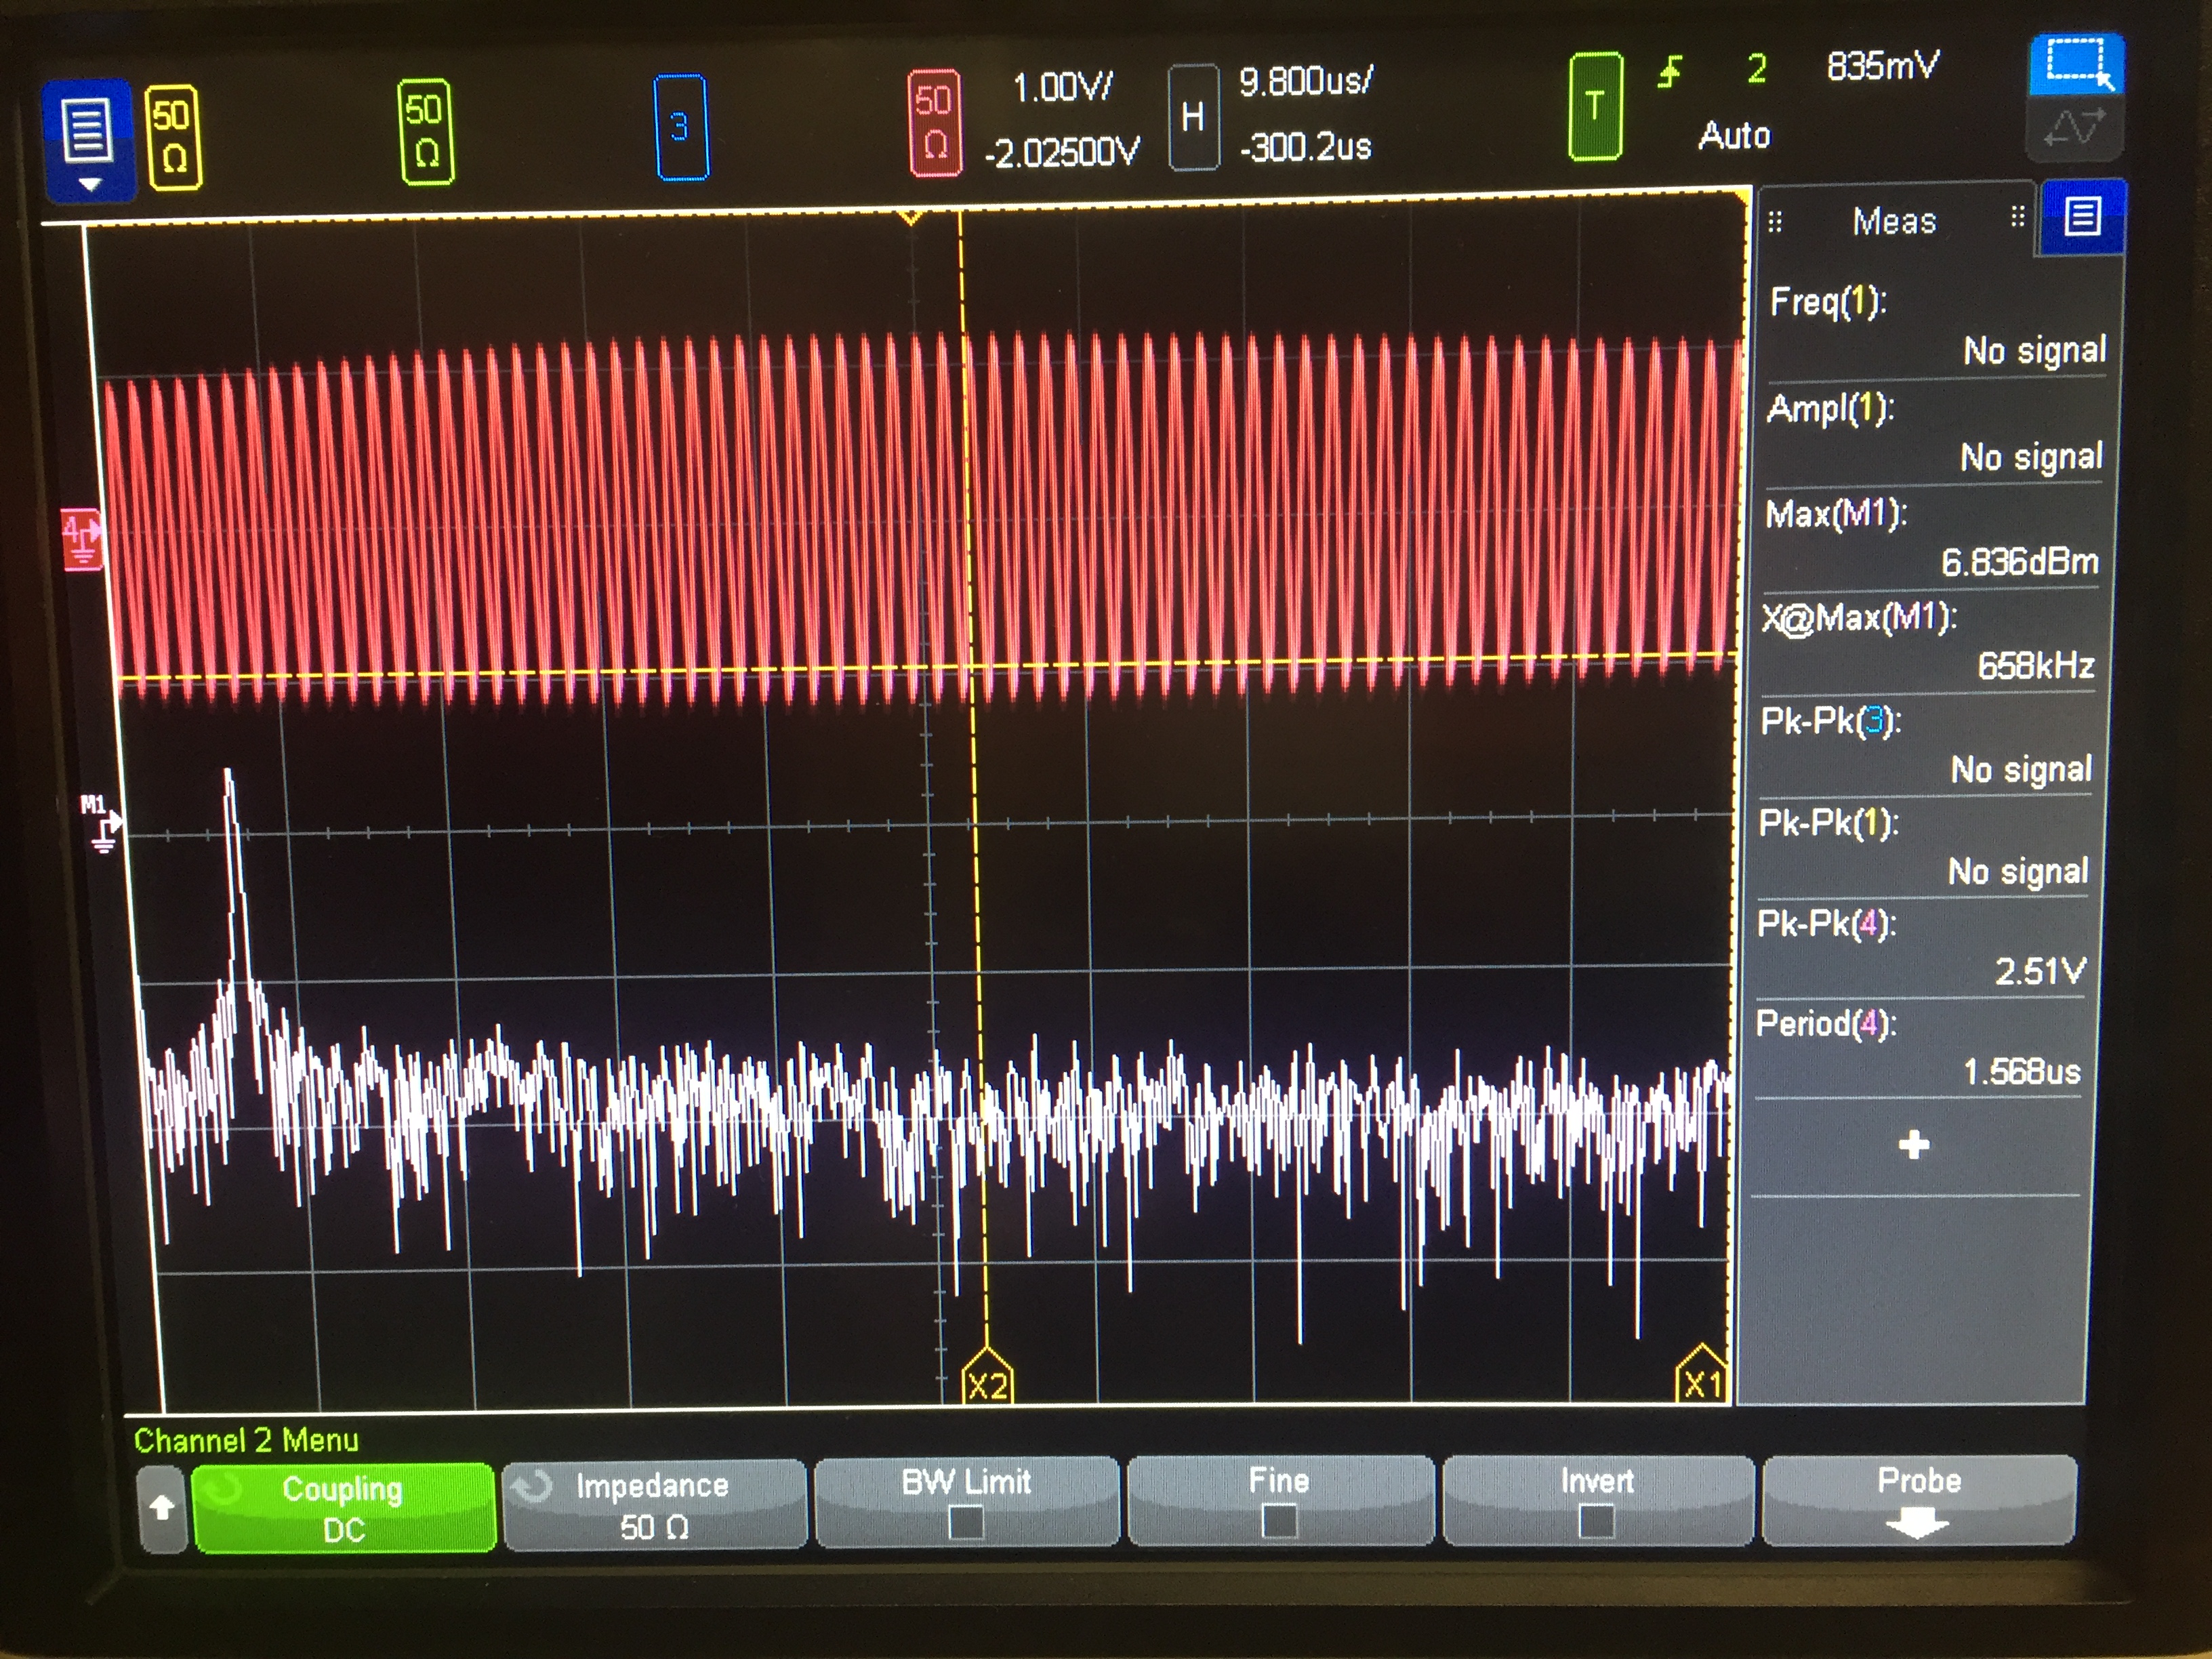 50
Ω
50
Ω
3
50
Ω
1.00V/
-2.02500V
H
9.800us/
-300.2us
T
2
835mV
Auto
Meas
Freq(1):
No signal
Ampl(1):
No signal
Max(M1):
6.836dBm
X@Max(M1):
658kHz
Pk-Pk(3):
No signal
Pk-Pk(1):
No signal
Pk-Pk(4):
2.51V
Period(4):
1.568us
4
M1
X2
X1
Channel 2 Menu
Coupling
DC
Impedance
50 Ω
BW Limit
Fine
Invert
Probe